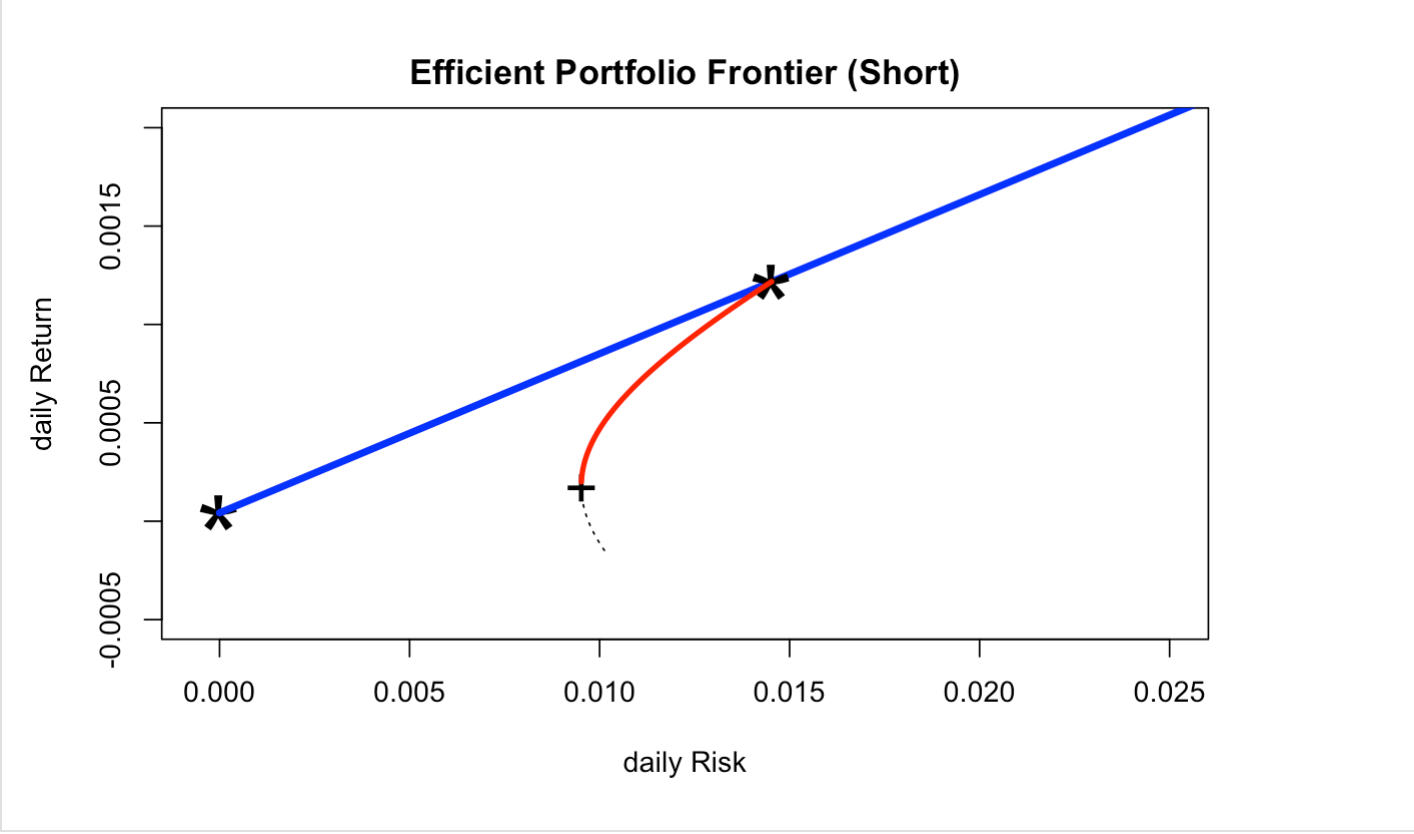 Efficient Portfolio Frontier (Short)
daily Return
0.0015
0.0005
-0.0005
0.000 0.005 0.010 0.015 0.020 0.025
daily Risk